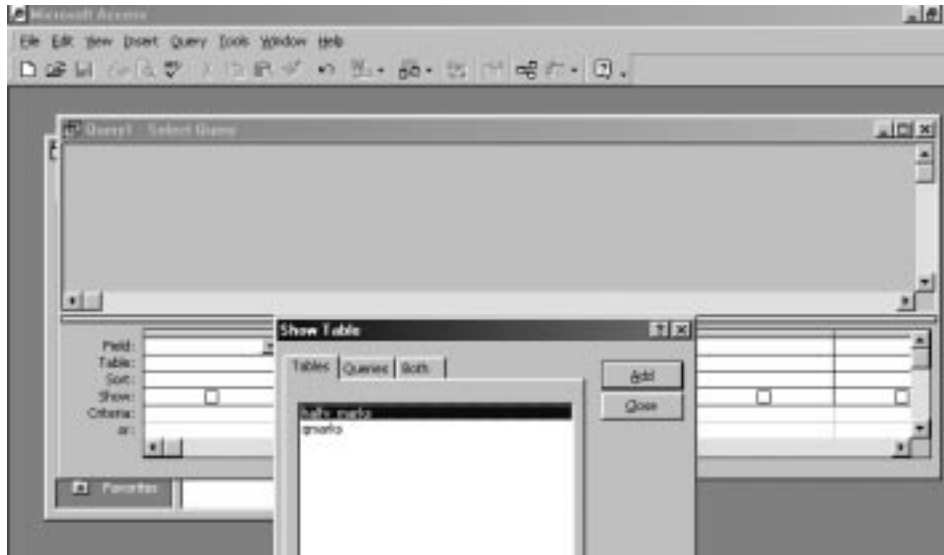 Microsoft Access
File Edit View Insert Query Tools Window Help
Query1 : Select Query
Show Table
Tables Queries Both
Add
Close
qmarks
Field:
Table:
Sort:
Show:
Criteria:
or:
Favorites